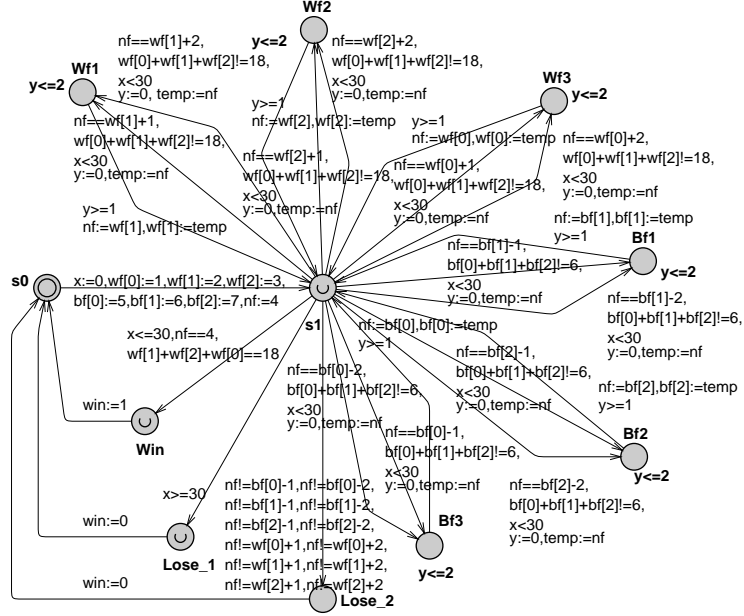 Wf2
y<=2
nf==wf[1]+2,
wf[0]+wf[1]+wf[2]!=18,
x<30
y:=0, temp:=nf
nf==wf[2]+2,
wf[0]+wf[1]+wf[2]!=18,
x<30
y:=0,temp:=nf
Wf1
y<=2
Wf3
y<=2
nf==wf[1]+1,
wf[0]+wf[1]+wf[2]!=18,
x<30
y:=0,temp:=nf
y>=1
nf:=wf[2],wf[2]:=temp
y>=1
nf:=wf[0],wf[0]:=temp
nf==wf[0]+2,
wf[0]+wf[1]+wf[2]!=18,
x<30
y:=0,temp:=nf
nf==wf[2]+1,
wf[0]+wf[1]+wf[2]!=18,
x<30
y:=0,temp:=nf
nf==wf[0]+1,
wf[0]+wf[1]+wf[2]!=18,
x<30
y:=0,temp:=nf
y>=1
nf:=wf[1],wf[1]:=temp
nf:=bf[1],bf[1]:=temp
y>=1
Bf1
y<=2
nf==bf[1]-1,
bf[0]+bf[1]+bf[2]!=6,
x<30
y:=0,temp:=nf
s0
x:=0,wf[0]:=1,wf[1]:=2,wf[2]:=3,
bf[0]:=5,bf[1]:=6,bf[2]:=7,nf:=4
s1
nf==bf[1]-2,
bf[0]+bf[1]+bf[2]!=6,
x<30
y:=0,temp:=nf
x<=30,nf==4,
wf[1]+wf[2]+wf[0]==18
nf:=bf[0],bf[0]:=temp
y>=1
nf==bf[2]-1,
bf[0]+bf[1]+bf[2]!=6,
x<30
y:=0,temp:=nf
nf:=bf[2],bf[2]:=temp
y>=1
nf==bf[0]-2,
bf[0]+bf[1]+bf[2]!=6,
x<30
y:=0,temp:=nf
win:=1
Win
nf==bf[0]-1,
bf[0]+bf[1]+bf[2]!=6,
x<30
y:=0,temp:=nf
Bf2
y<=2
nf==bf[2]-2,
bf[0]+bf[1]+bf[2]!=6,
x<30
y:=0,temp:=nf
x>=30
nf!=bf[0]-1,nf!=bf[0]-2,
nf!=bf[1]-1,nf!=bf[1]-2,
nf!=bf[2]-1,nf!=bf[2]-2,
nf!=wf[0]+1,nf!=wf[0]+2,
nf!=wf[1]+1,nf!=wf[1]+2,
nf!=wf[2]+1,nf!=wf[2]+2
win:=0
Lose_1
Bf3
y<=2
win:=0
Lose_2